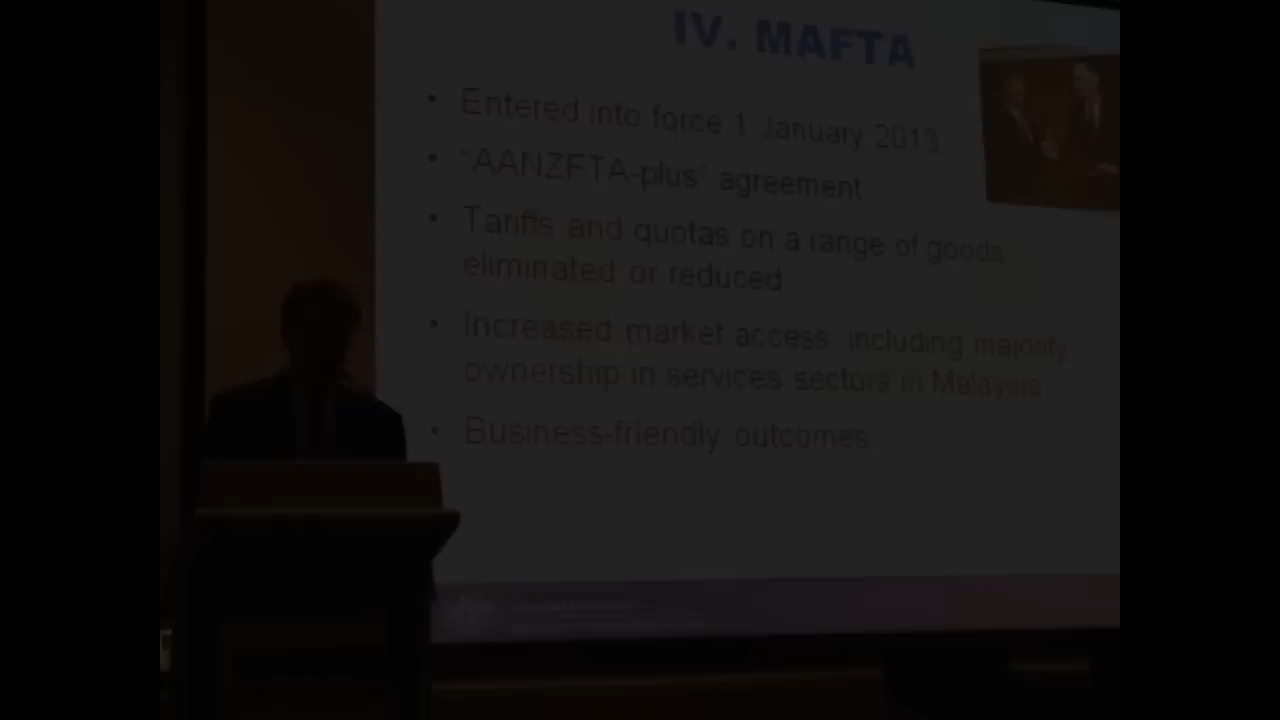 IV. MAFTA
• Entered into force 1 January 2013
• "AANZFTA-plus" agreement
• Tariffs and quotas on a range of goods
eliminated or reduced
• Increased market access including majority
ownership in services sectors in Malaysia
• Business-friendly outcomes